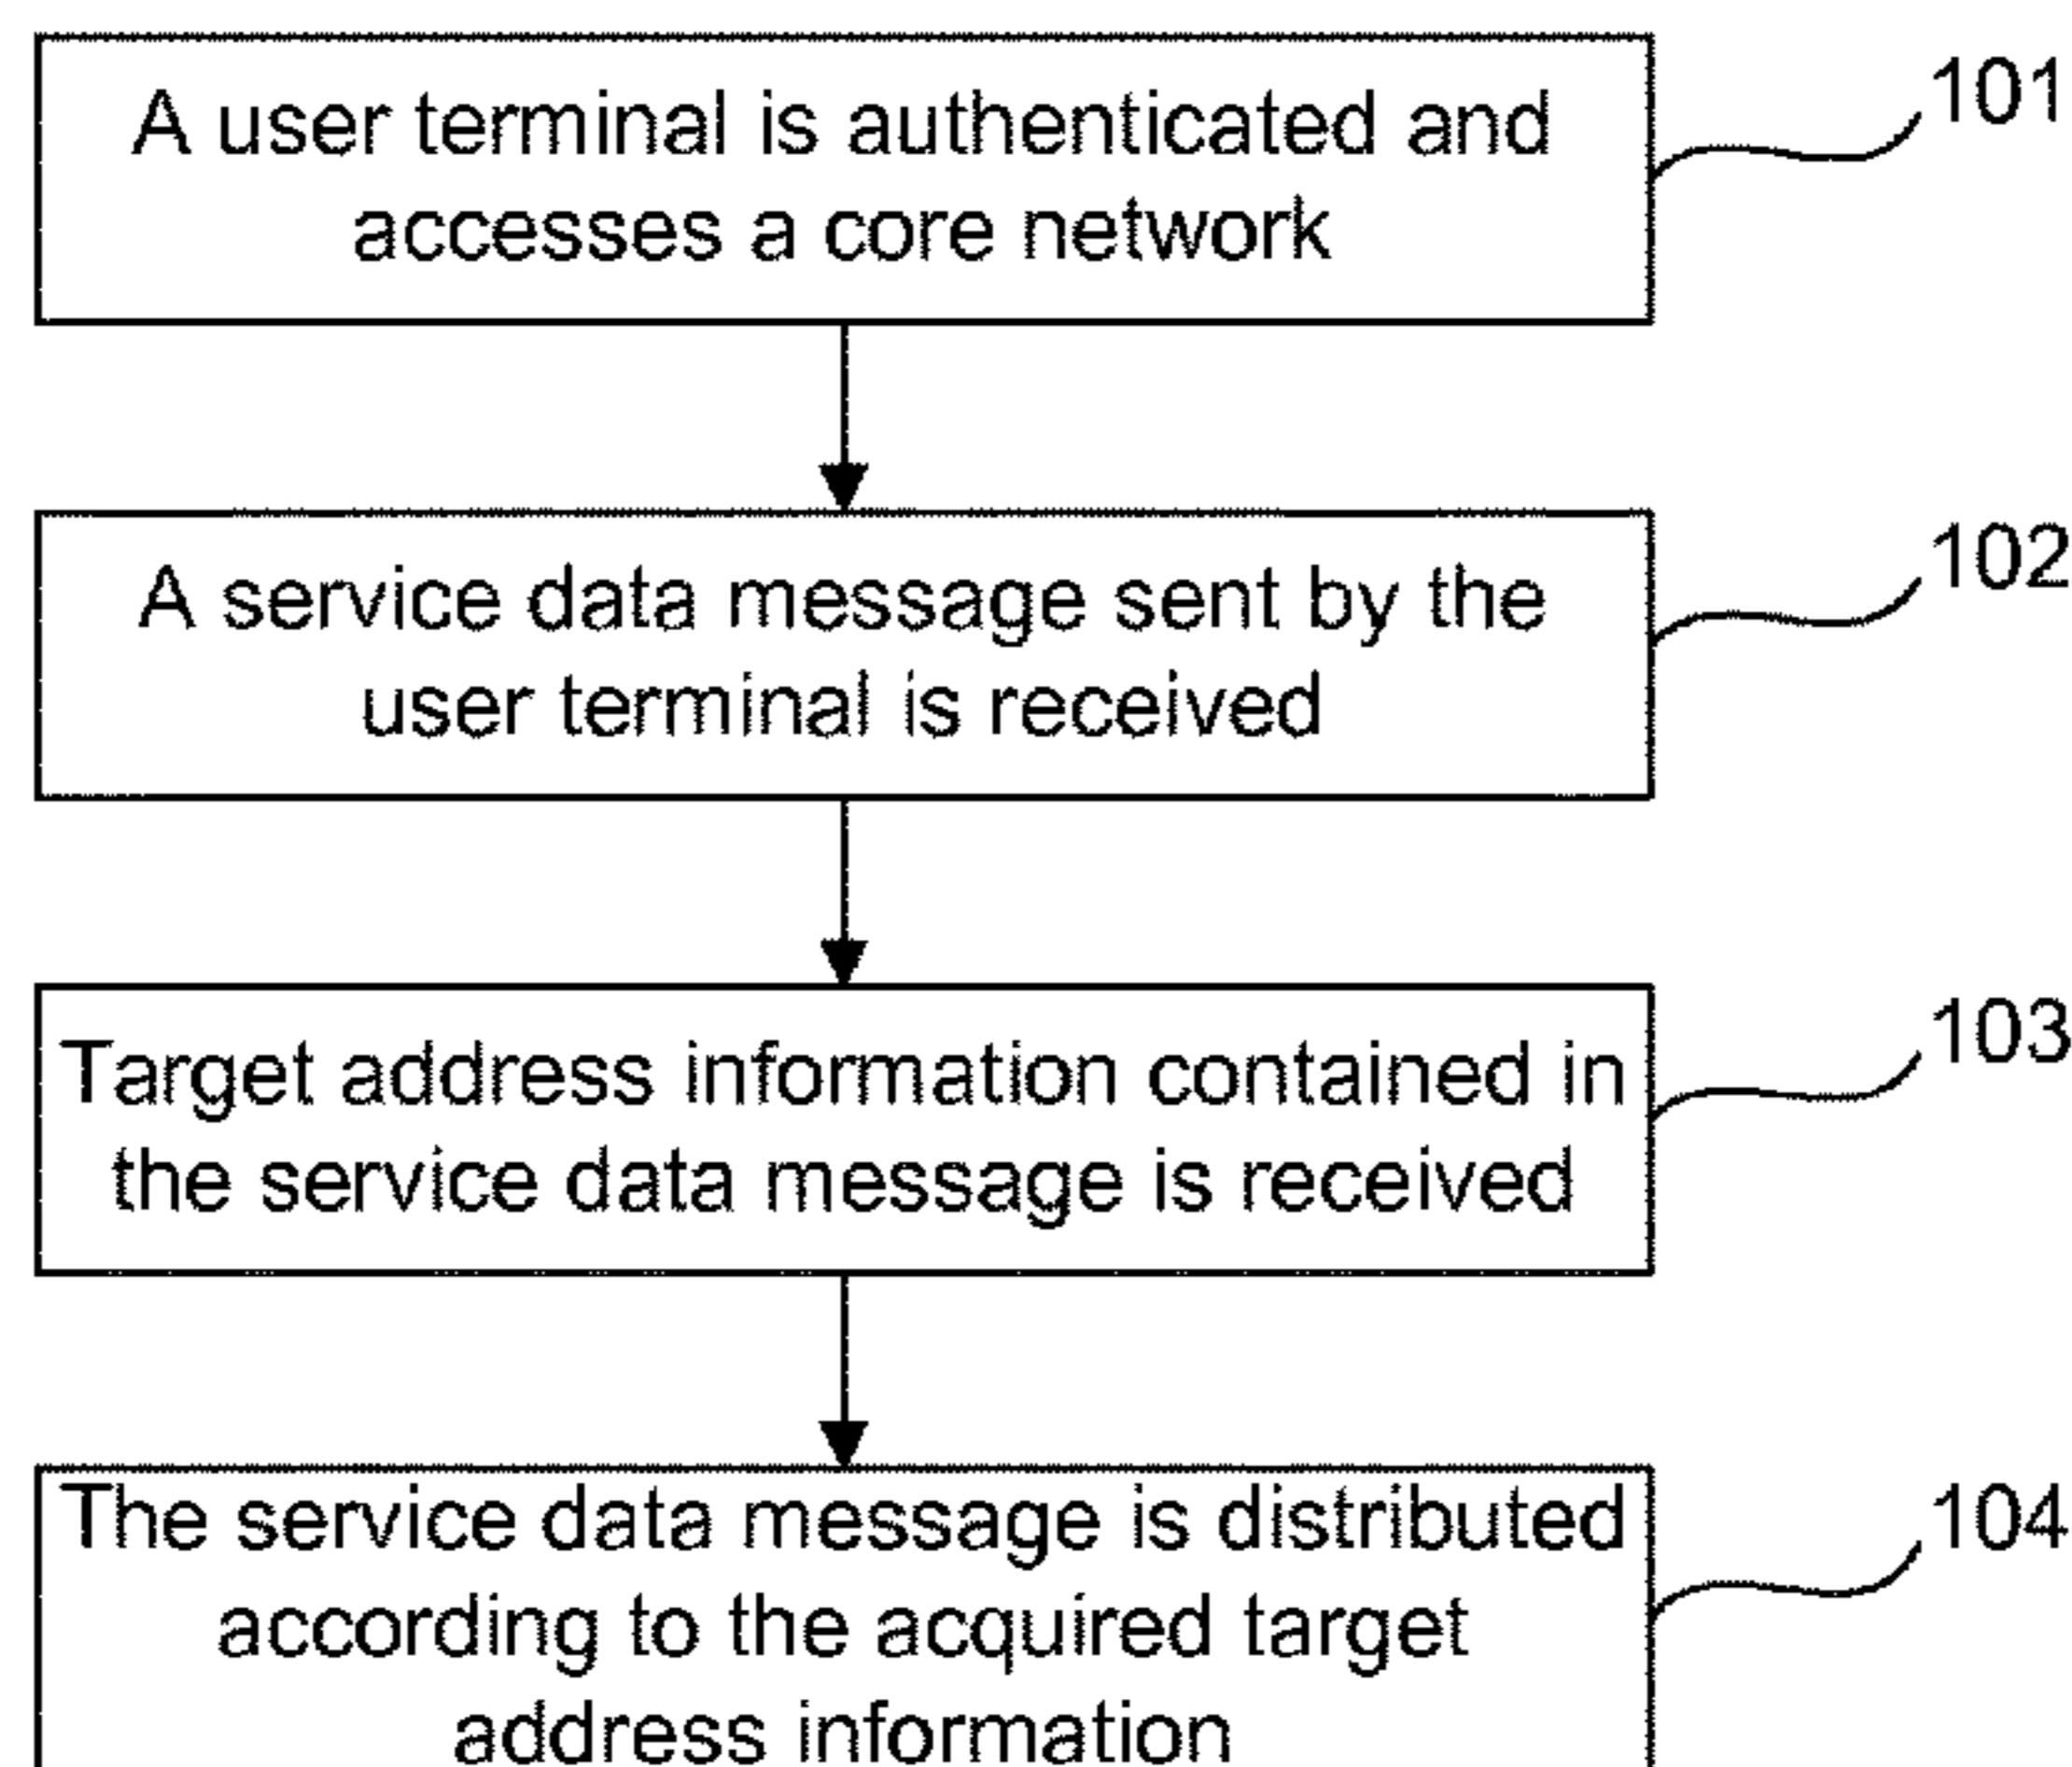 A user terminal is authenticated and
accesses a core network
101
A service data message sent by the
user terminal is received
102
Target address information contained in
the service data message is received
103
The service data message is distributed
according to the acquired target
address information
104